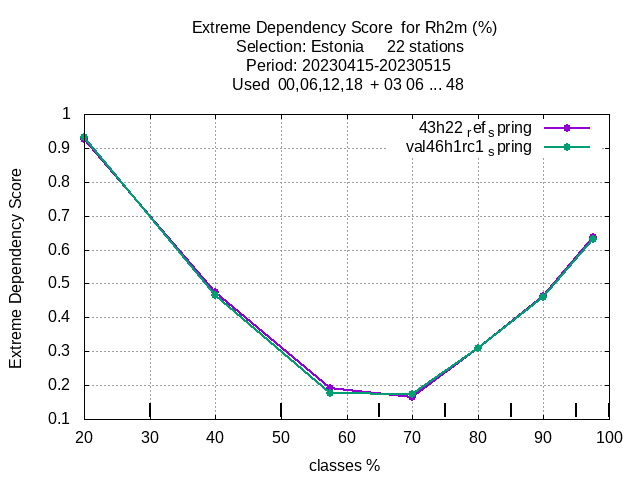 Extreme Dependency Score for Rh2m (%)
Selection: Estonia 22 stations
Period: 20230415-20230515
Used 00,06,12,18 + 03 06 ... 48
43h22 ref spring
val46h1rc1 spring
Extreme Dependency Score
1
0.9
0.8
0.7
0.6
0.5
0.4
0.3
0.2
0.1
20 30 40 50 60 70 80 90 100
classes %